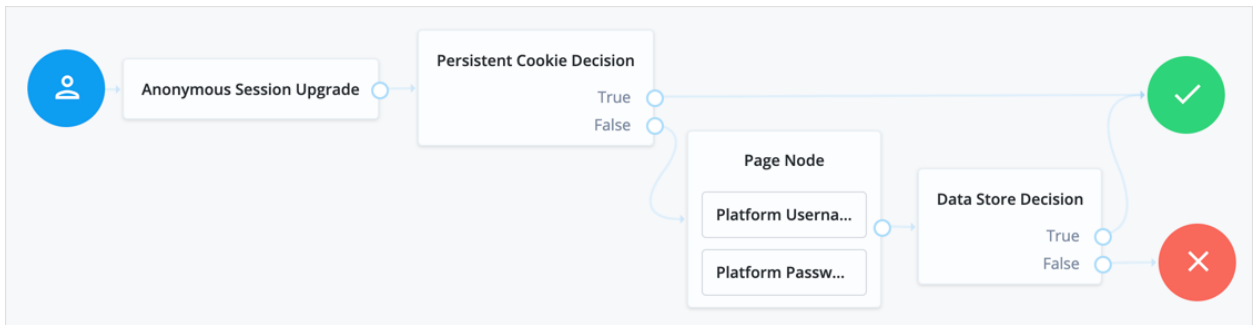 Anonymous Session Upgrade
Persistent Cookie Decision
True
False
Page Node
Platform Userna...
Platform Passw...
Data Store Decision
True
False